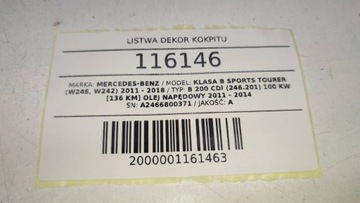 LISTWA DEKOR KOKPITU
116146
MARKA: MERCEDES-BENZ / MODEL: KLASA B SPORTS TOURER
(W246, W242) 2011 - 2018 / TYP: B 200 CDI (246.201) 100 KW
[136 KM] OLEJ NAPĘDOWY 2011 - 2014
SN: A2466800371 / JAKOŚĆ: A
2000001161463